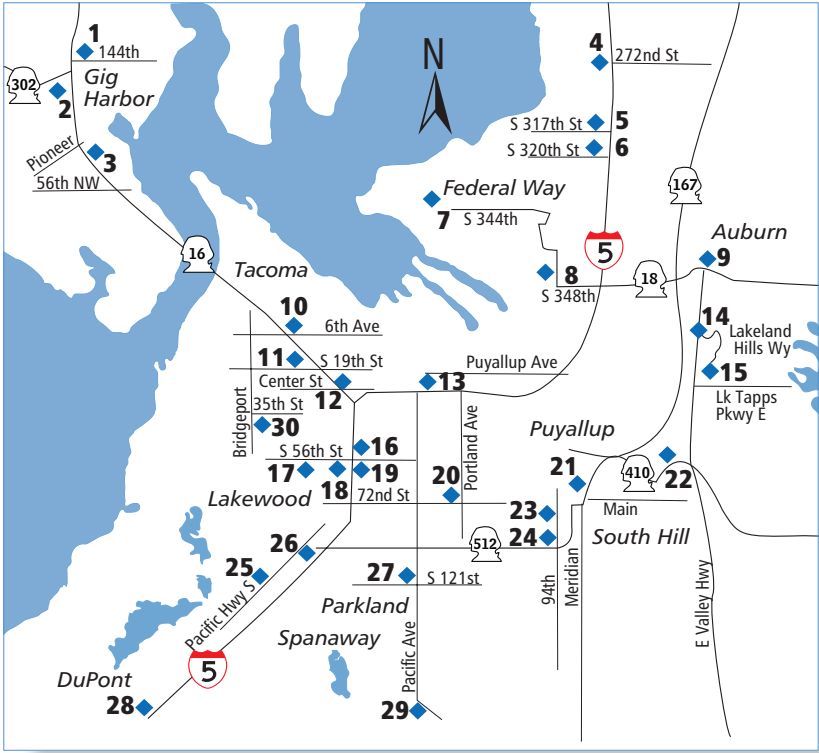 1
144th
302
Gig
Harbor
2
Pioneer
3
56th NW
N
4
272nd St
S 317th St
5
S 320th St
6
167
Federal Way
7
S 344th
16
5
Auburn
9
Tacoma
8
18
S 348th
10
6th Ave
14
Lakeland
Hills Wy
11
S 19th St
Puyallup Ave
Center St
12
13
15
Lk Tapps
Pkwy E
35th St
30
Bridgeport
Portland Ave
Puyallup
S 56th St
16
17
18
19
20
21
410
22
Lakewood
72nd St
Main
23
24
South Hill
512
26
25
27
S 121st
94th
Meridian
E Valley Hwy
Pacific Hwy S
Parkland
Spanaway
Pacific Ave
5
DuPont
28
29